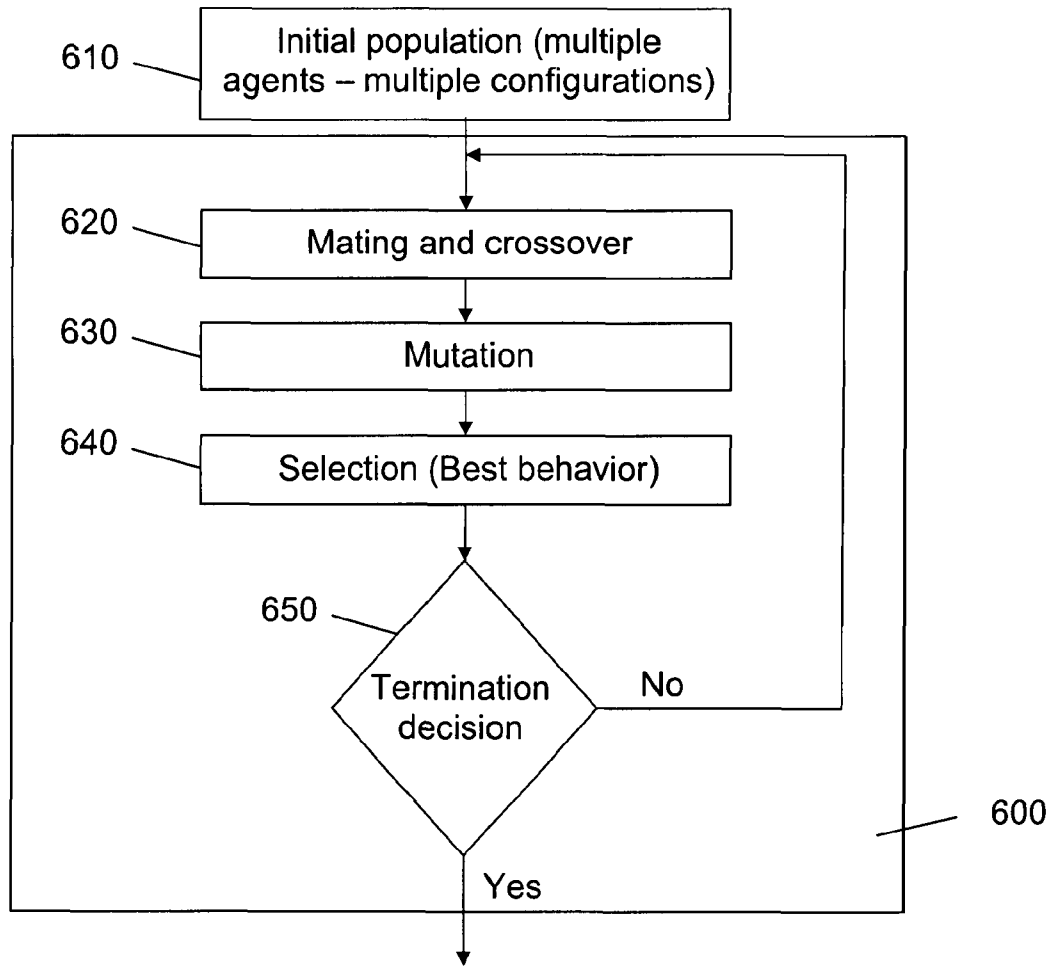 610
Initial population (multiple
agents – multiple configurations)
620
Mating and crossover
630
Mutation
640
Selection (Best behavior)
650
Termination
decision
No
600
Yes